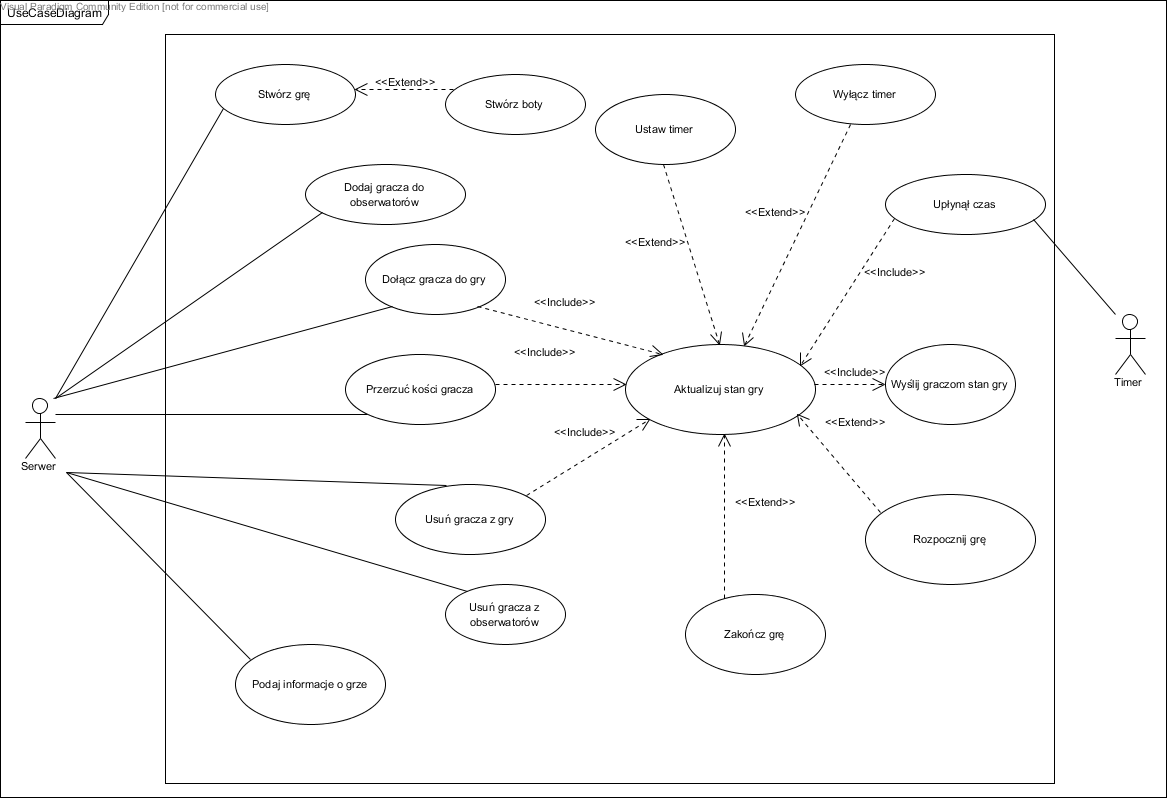 Visual Paradigm Community Edition [not for commercial use]
UseCaseDiagram
Stwórz grę
<<Extend>>
Stwórz boty
Wyłącz timer
Ustaw timer
Dodaj gracza do
obserwatorów
Upłynął czas
<<Extend>>
<<Extend>>
Dołącz gracza do gry
<<Include>>
<<Include>>
Timer
<<Include>>
Przerzuć kości gracza
Aktualizuj stan gry
<<Include>>
Wyślij graczom stan gry
<<Extend>>
<<Include>>
Serwer
<<Extend>>
Usuń gracza z gry
Rozpocznij grę
Usuń gracza z
obserwatorów
Zakończ grę
Podaj informacje o grze